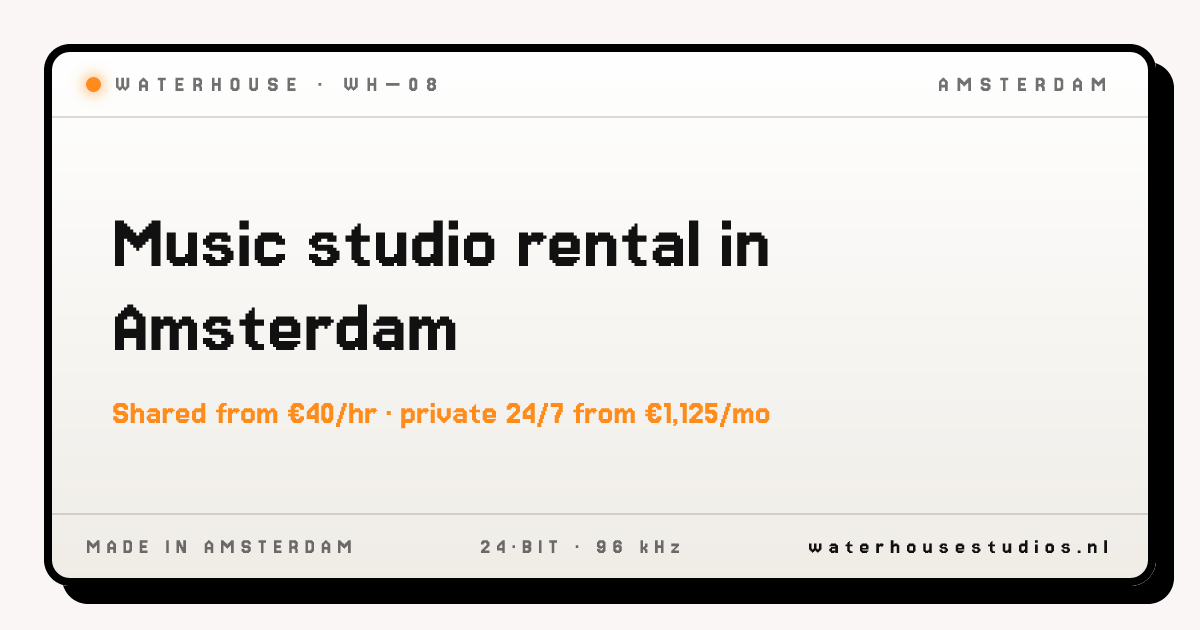 WATERHOUSE · WH—08
AMSTERDAM
Music studio rental in
Amsterdam
Shared from €40/hr · private 24/7 from €1,125/mo
MADE IN AMSTERDAM
24·BIT · 96 kHz
waterhousestudios.nl